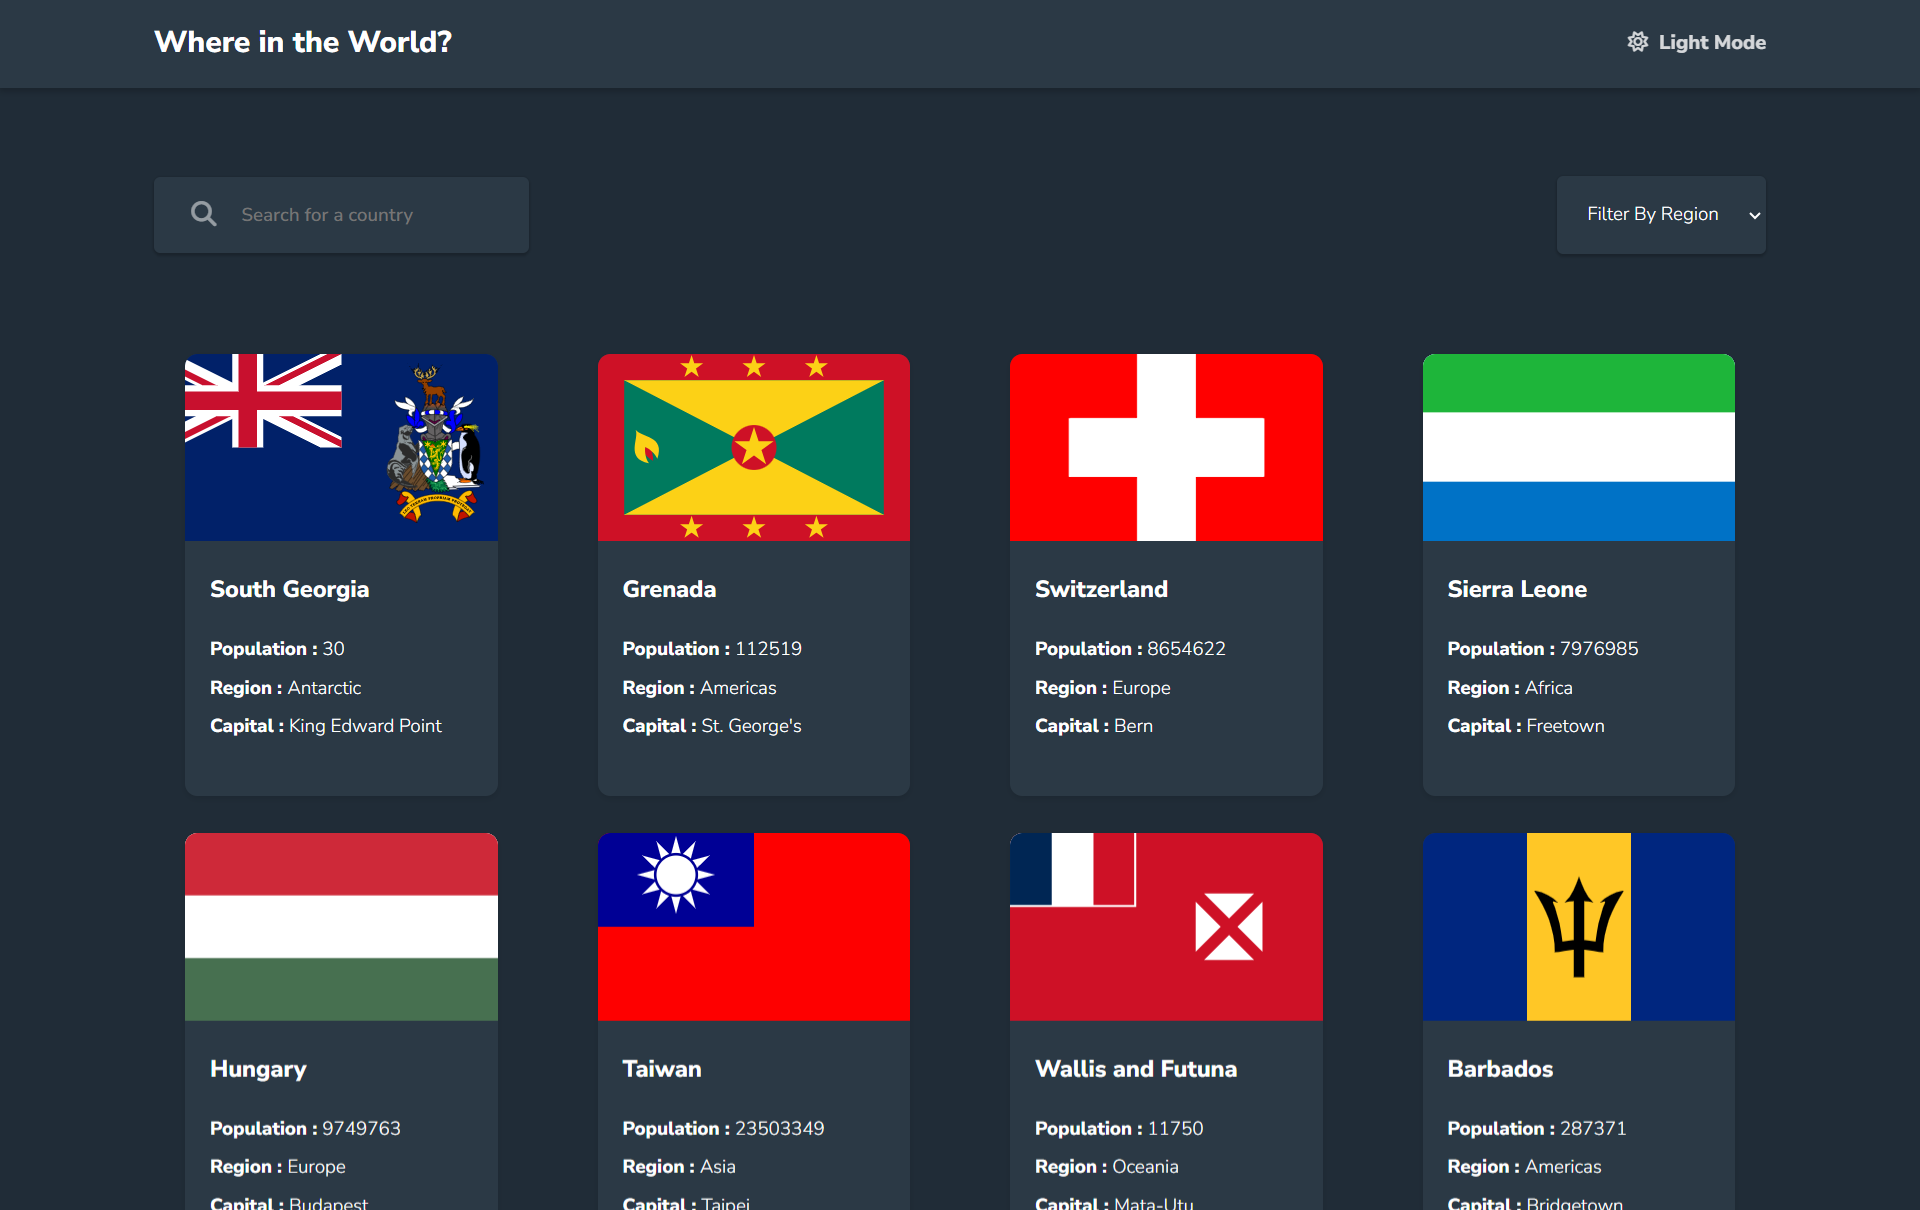 Where in the World?
Light Mode
Search for a country
Filter By Region
South Georgia
Population : 30
Region : Antarctic
Capital : King Edward Point
Grenada
Population : 112519
Region : Americas
Capital : St. George's
Switzerland
Population : 8654622
Region : Europe
Capital : Bern
Sierra Leone
Population : 7976985
Region : Africa
Capital : Freetown
Hungary
Population : 9749763
Region : Europe
Capital : Budapest
Taiwan
Population : 23503349
Region : Asia
Capital : Taipei
Wallis and Futuna
Population : 11750
Region : Oceania
Capital : Mata-Utu
Barbados
Population : 287371
Region : Americas
Capital : Bridgetown